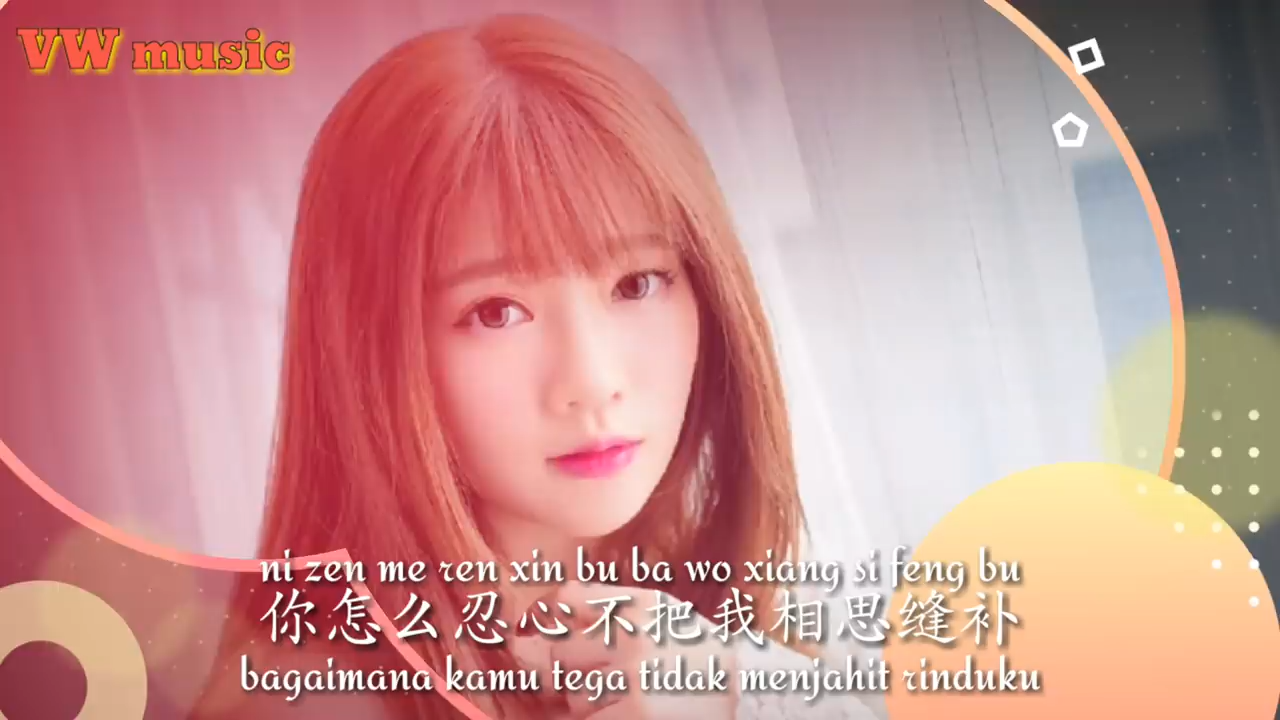 VW music
ni zen me ren xin bu ba wo xiang si feng bu
你怎么忍心不把我相思缝补
bagaimana kamu tega tidak menjahit rinduku